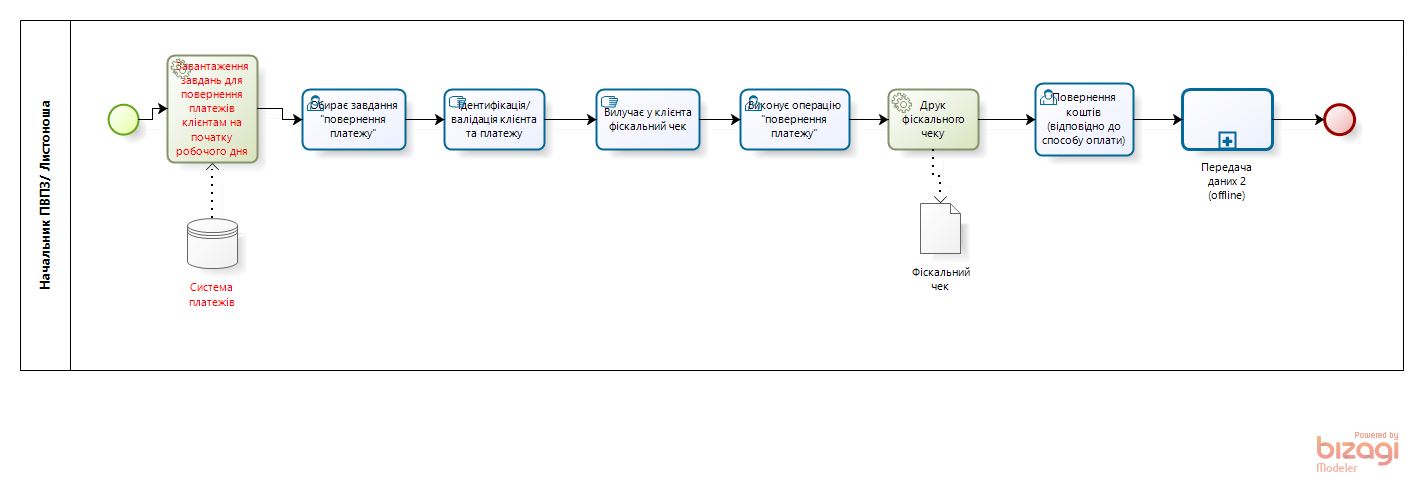 Начальник ПВПЗ/ Листоноша
Завантаження
завдань для
повернення
платежів
клієнтам на
початку
робочого дня
Система
платежів
Обирає завдання
"повернення
платежу"
Ідентифікація/
валідація клієнта
та платежу
Вилучає у клієнта
фіскальний чек
Виконує операцію
"повернення
платежу"
Друк
фіскального
чеку
Фіскальний
чек
Повернення
коштів
(відповідно до
способу оплати)
Передача
даних 2
(offline)
Powered by
bizagi
Modeler